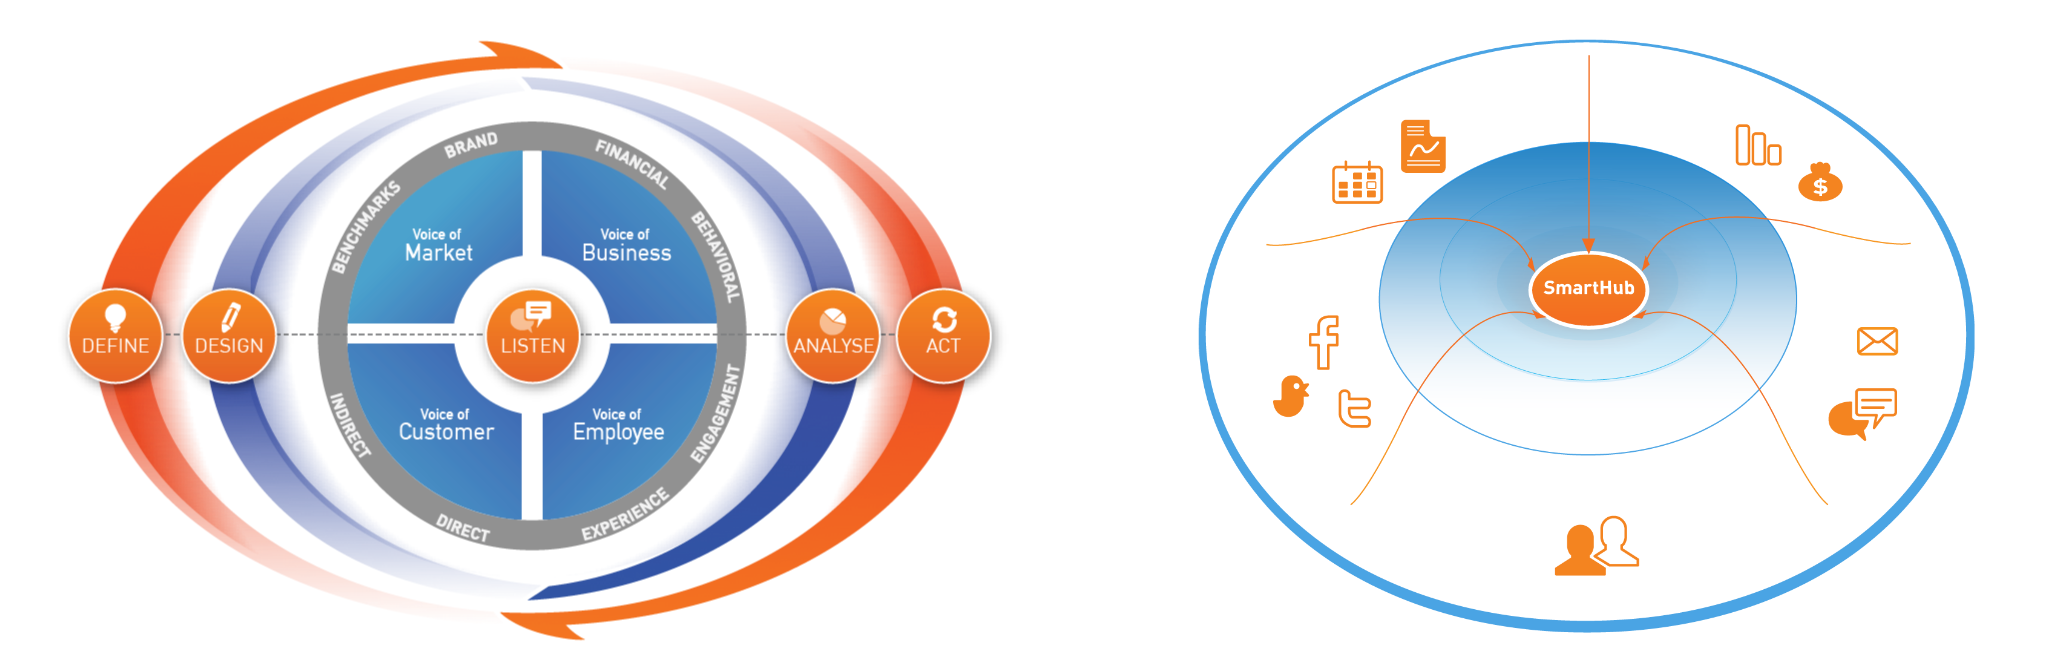 BRAND
FINANCIAL
BENCHMARKS
BEHAVIORAL
Voice of
Market
Voice of
Business
DEFINE
DESIGN
LISTEN
ANALYSE
ACT
Voice of
Customer
Voice of
Employee
INDIRECT
ENGAGEMENT
DIRECT
EXPERIENCE
SmartHub
$